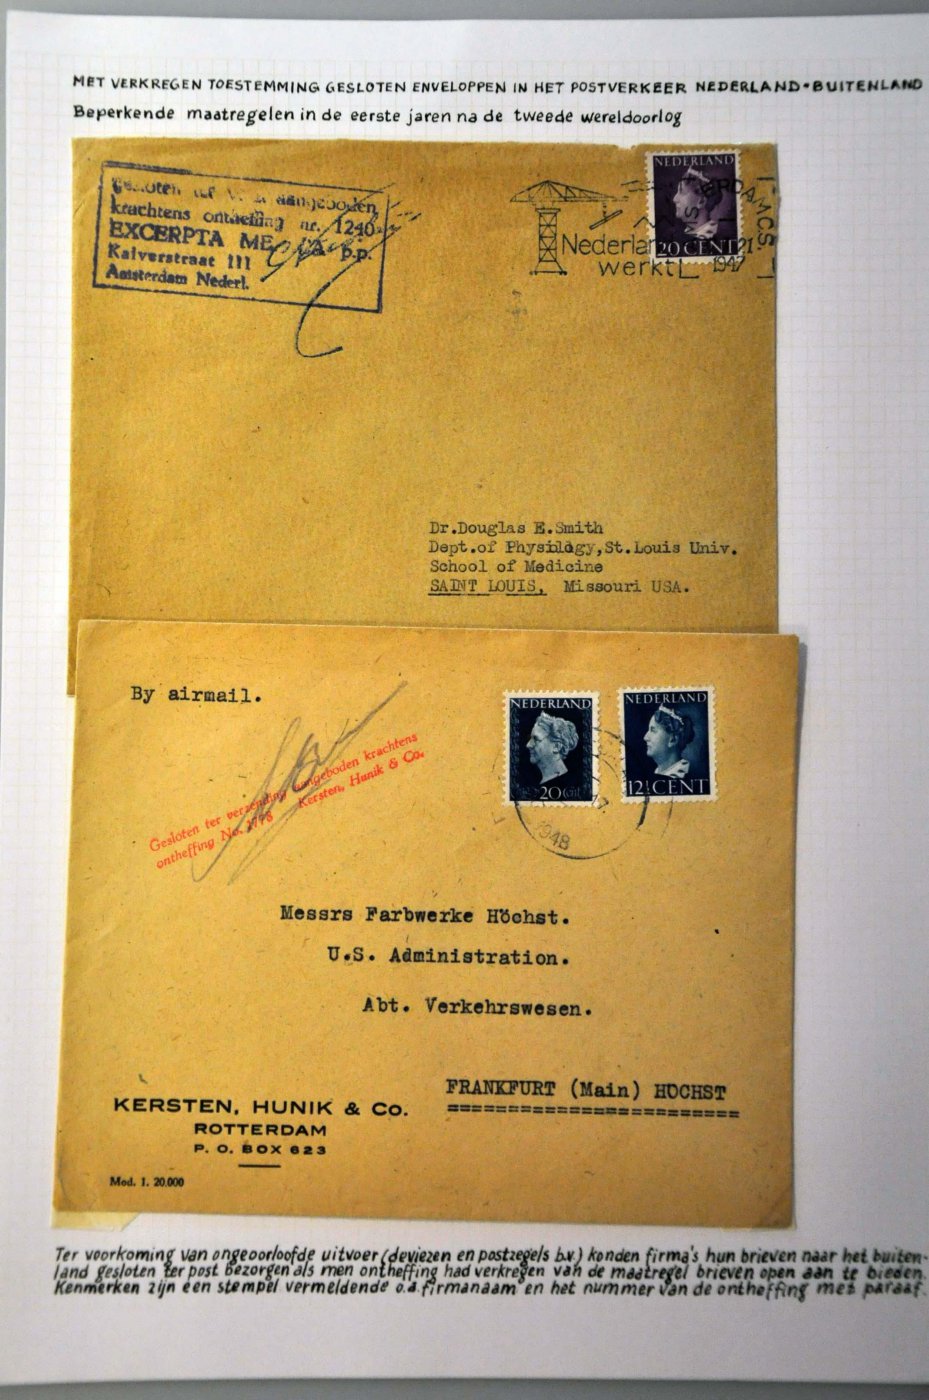 MET VERKREGEN TOESTEMMING GESLOTEN ENVELOPPEN IN HET POSTVERKEER NEDERLAND-BUITENLAND
Beperkende maatregelen in de eerste jaren na de tweede wereldoorlog
Gesloten ter aangeboden,
krachtens ontheffing nr. 1240
EXCERPTA ME P.P.
Kalverstraat 111
Amsterdam Nederl.
Nederland
werkt
1947
NEDERLAND
20 CENT
Dr.Douglas E.Smith
Dept.of Physiology,St.Louis Univ.
School of Medicine
SAINT LOUIS, Missouri USA.
By airmail.
Gesloten ter verzending aangeboden krachtens
ontheffing No. 1778 Kersten, Hunik & Co.
NEDERLAND
20 Cnt
NEDERLAND
12½ CENT
1948
Messrs Farbwerke Höchst.
U.S. Administration.
Abt. Verkehrswesen.
FRANKFURT (Main) HÖCHST
KERSTEN, HUNIK & Co.
ROTTERDAM
P. O. BOX 623
Mod. 1. 20.000
Ter voorkoming van ongeoorloofde uitvoer (deviezen en postzegels b.v.) konden firma's hun brieven naar het buiten-
land gesloten ter post bezorgen als men ontheffing had verkregen van de maatregel brieven open aan te bieden.
Kenmerken zijn een stempel vermeldende o.a. firmanaam en het nummer van de ontheffing met paraaf.